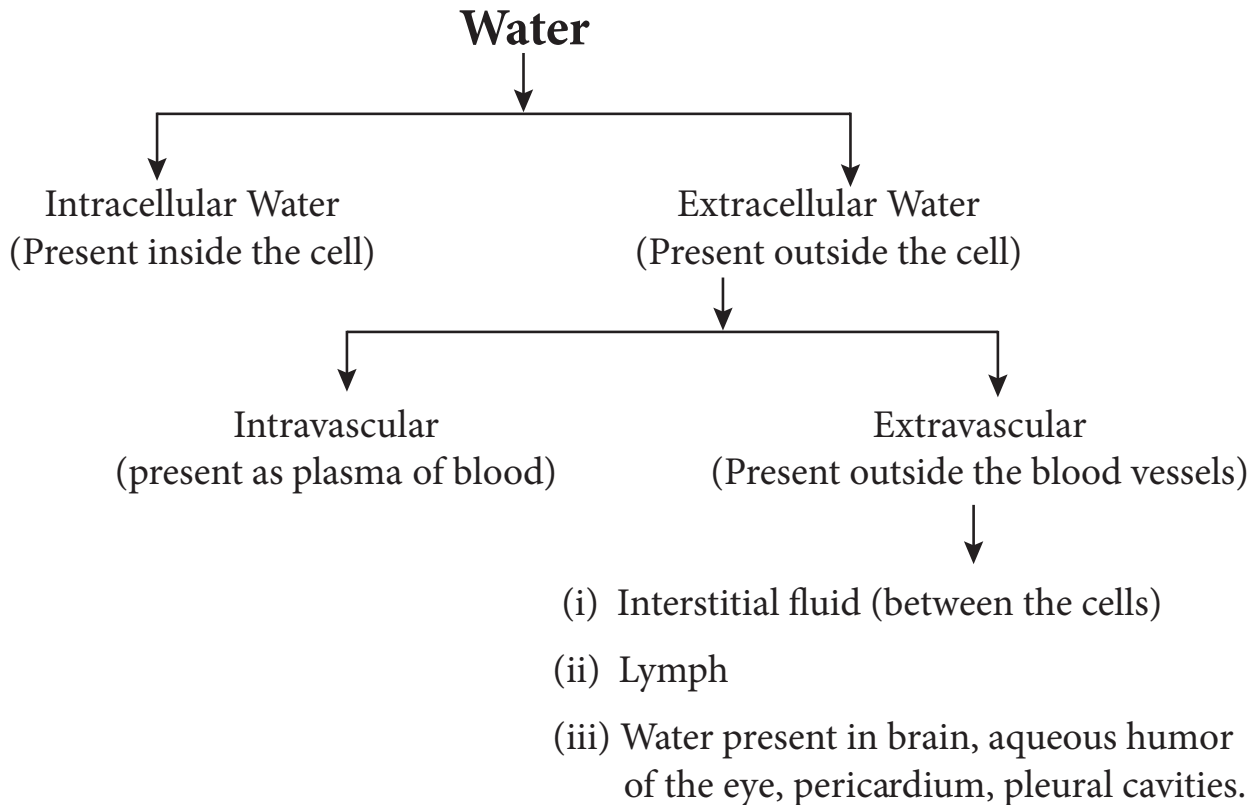 Water
Intracellular Water
(Present inside the cell)
Extracellular Water
(Present outside the cell)
Intravascular
(present as plasma of blood)
Extravascular
(Present outside the blood vessels)
(i) Interstitial fluid (between the cells)
(ii) Lymph
(iii) Water present in brain, aqueous humor
of the eye, pericardium, pleural cavities.